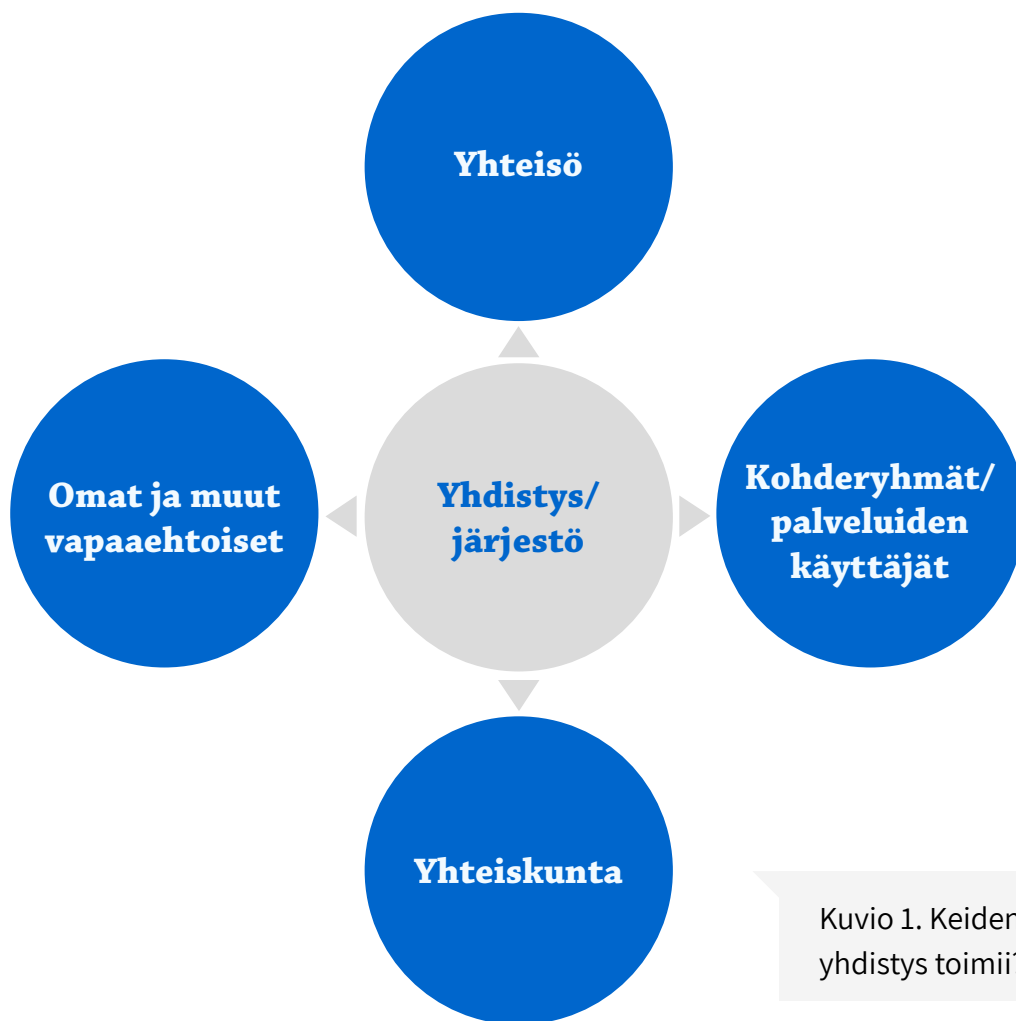 Yhteisö
Omat ja muut
vapaaehtoiset
Yhdistys/
järjestö
Kohderyhmät/
palveluiden
käyttäjät
Yhteiskunta
Kuvio 1. Keiden
yhdistys toimii?